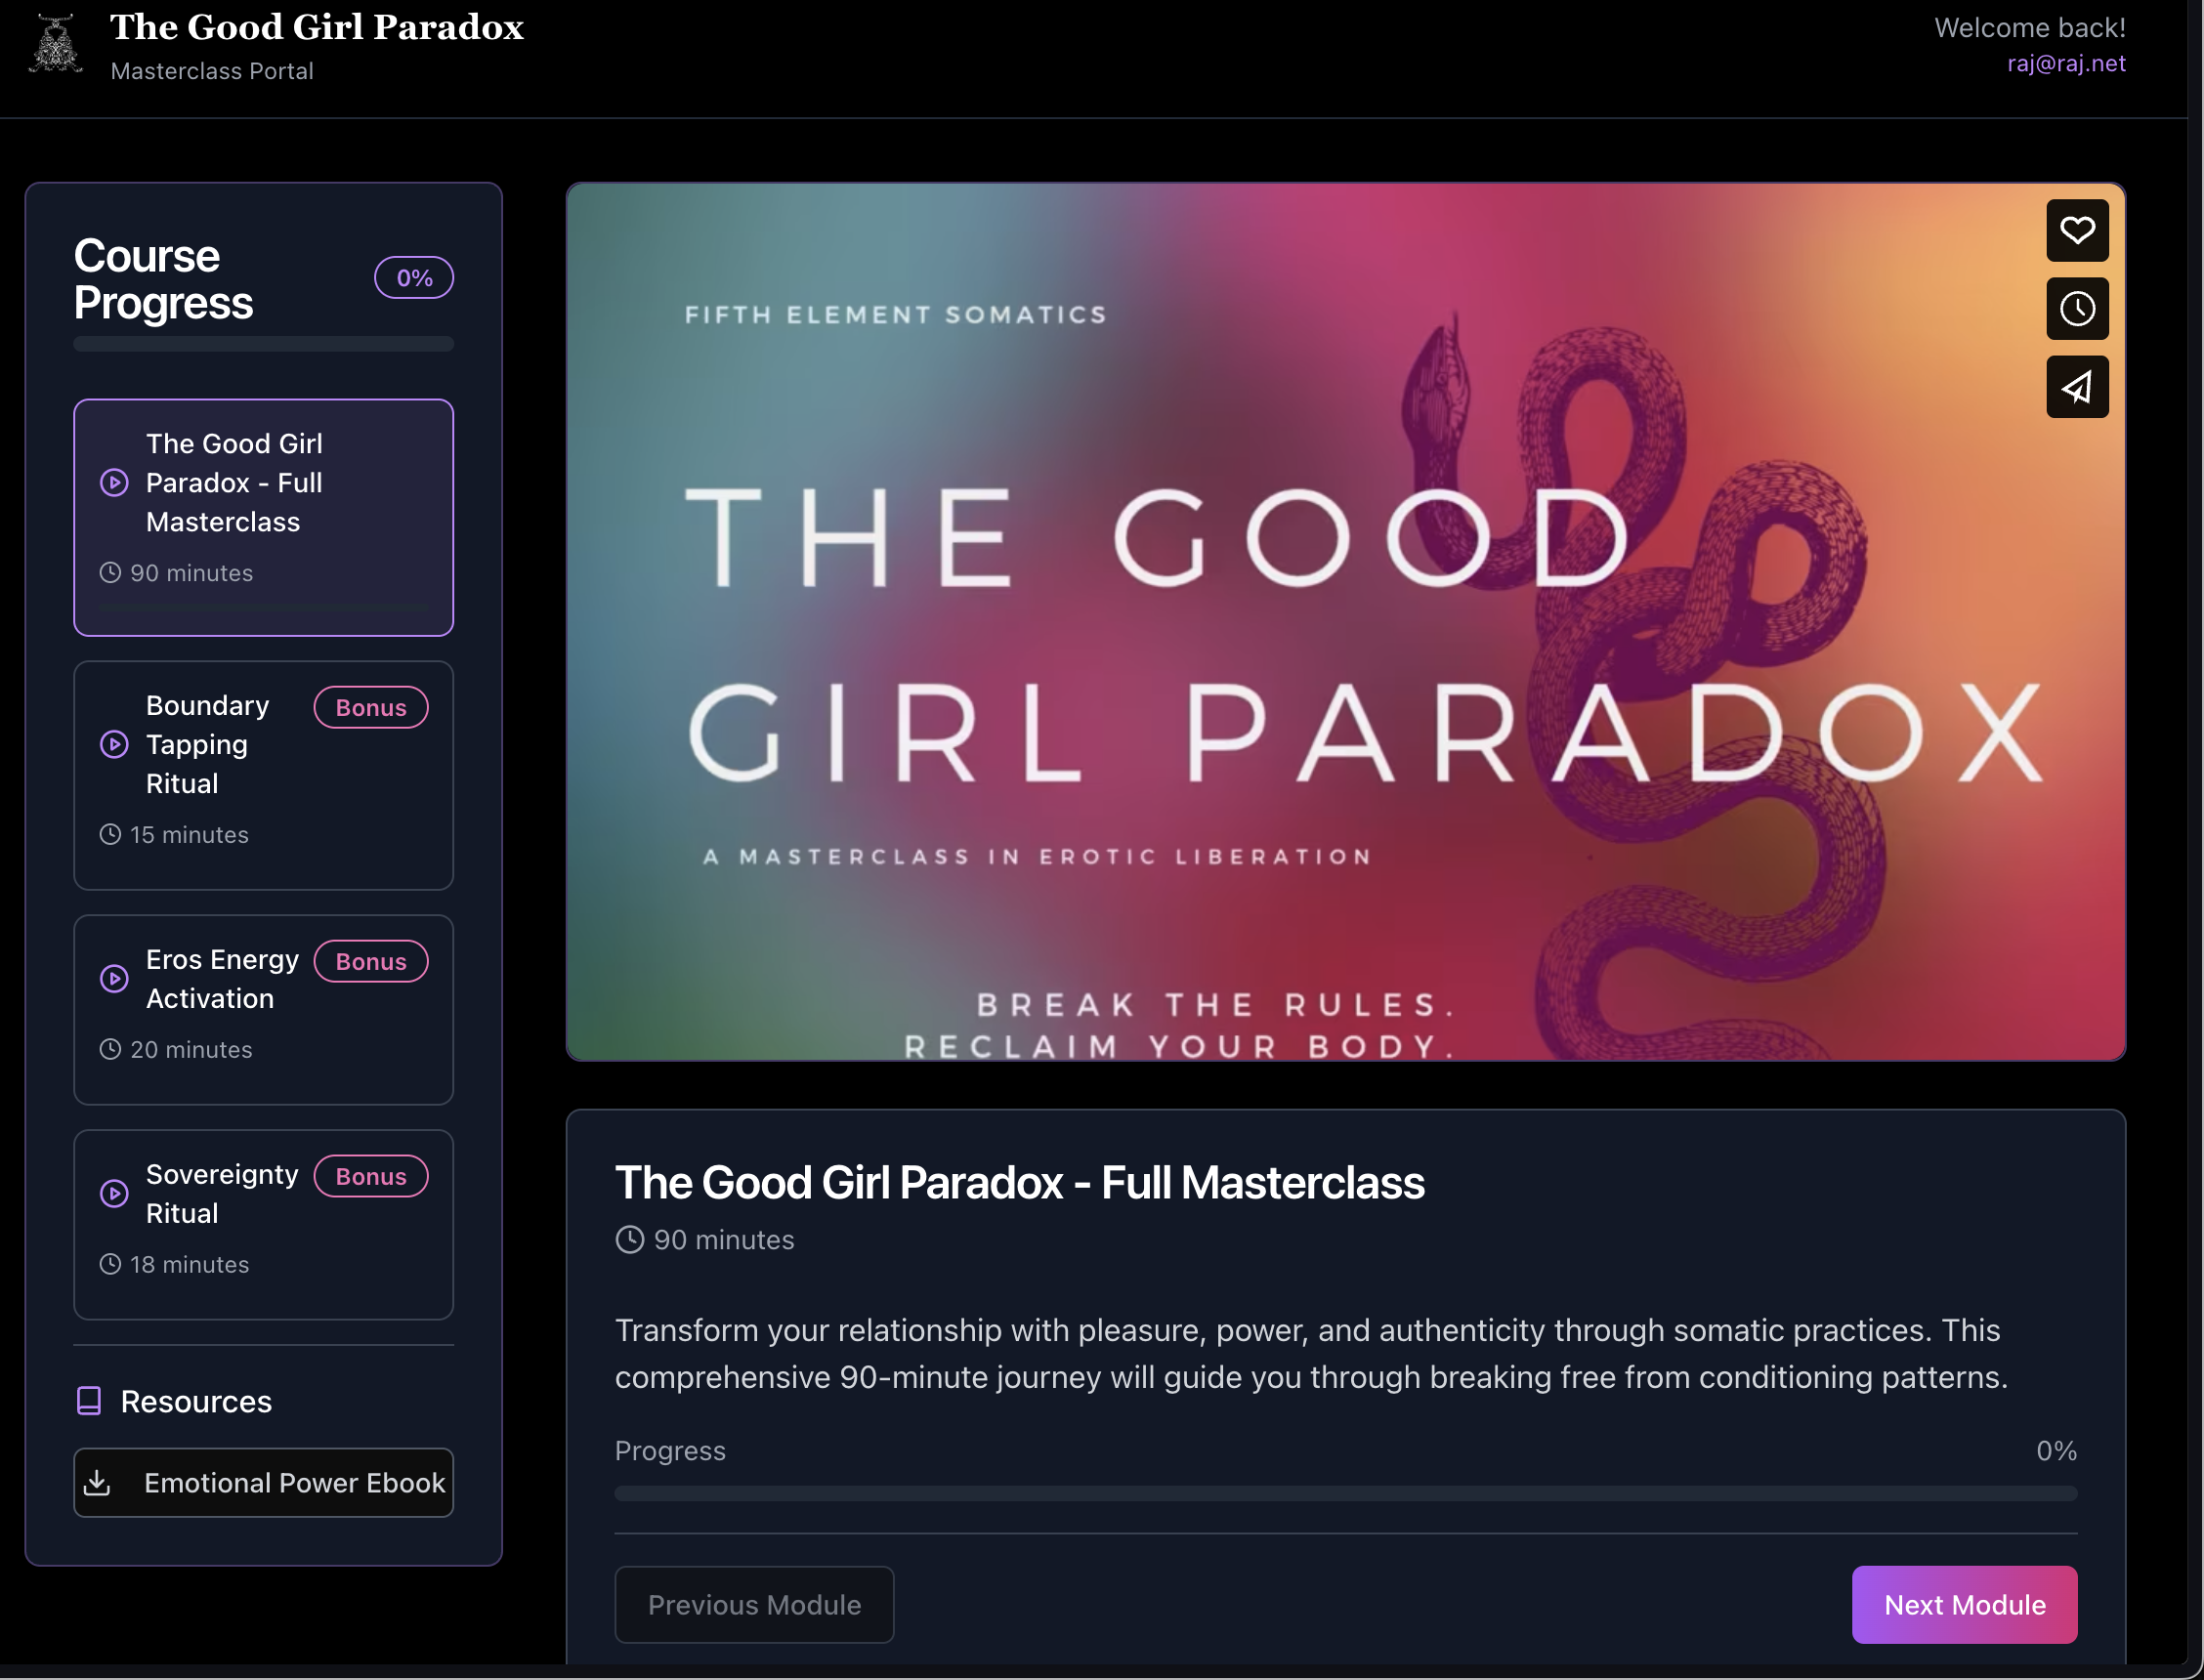 The Good Girl Paradox
Masterclass Portal
Welcome back!
raj@raj.net
Course
Progress
0%
The Good Girl
Paradox - Full
Masterclass
90 minutes
Boundary
Tapping
Ritual
Bonus
15 minutes
Eros Energy
Activation
Bonus
20 minutes
Sovereignty
Ritual
Bonus
18 minutes
Resources
Emotional Power Ebook
FIFTH ELEMENT SOMATICS
THE GOOD
GIRL PARADOX
A MASTERCLASS IN EROTIC LIBERATION
BREAK THE RULES.
RECLAIM YOUR BODY.
The Good Girl Paradox - Full Masterclass
90 minutes
Transform your relationship with pleasure, power, and authenticity through somatic practices. This
comprehensive 90-minute journey will guide you through breaking free from conditioning patterns.
Progress
0%
Previous Module
Next Module